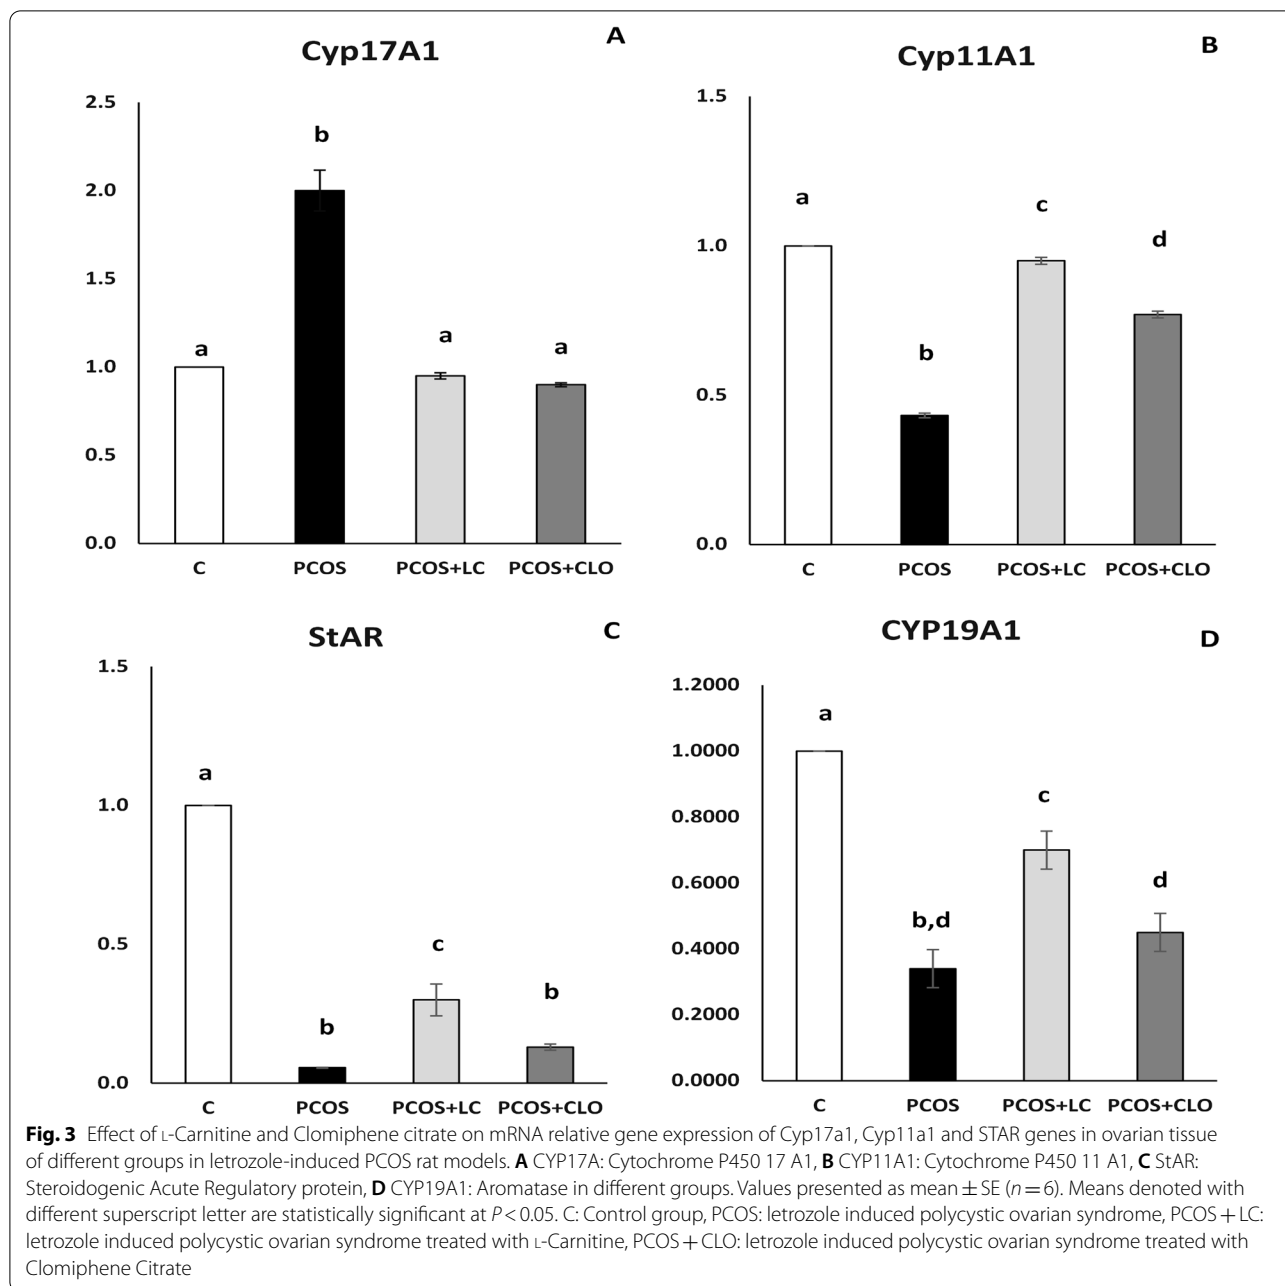 A
Cyp17A1
2.5
2.0
1.5
1.0
0.5
0.0
b
a
a
a
C PCOS PCOS+LC PCOS+CLO
B
Cyp11A1
1.5
1.0
0.5
0.0
a
c
d
b
C PCOS PCOS+LC PCOS+CLO
C
StAR
1.5
1.0
0.5
0.0
a
c
b
b
C PCOS PCOS+LC PCOS+CLO
CYP19A1
D
1.2000
1.0000
0.8000
0.6000
0.4000
0.2000
0.0000
a
c
d
b,d
C PCOS PCOS+LC PCOS+CLO
Fig. 3 Effect of L-Carnitine and Clomiphene citrate on mRNA relative gene expression of Cyp17a1, Cyp11a1 and STAR genes in ovarian tissue
of different groups in letrozole-induced PCOS rat models. A CYP17A: Cytochrome P450 17 A1, B CYP11A1: Cytochrome P450 11 A1, C StAR:
Steroidogenic Acute Regulatory protein, D CYP19A1: Aromatase in different groups. Values presented as mean ± SE (n = 6). Means denoted with
different superscript letter are statistically significant at P < 0.05. C: Control group, PCOS: letrozole induced polycystic ovarian syndrome, PCOS + LC:
letrozole induced polycystic ovarian syndrome treated with L-Carnitine, PCOS + CLO: letrozole induced polycystic ovarian syndrome treated with
Clomiphene Citrate